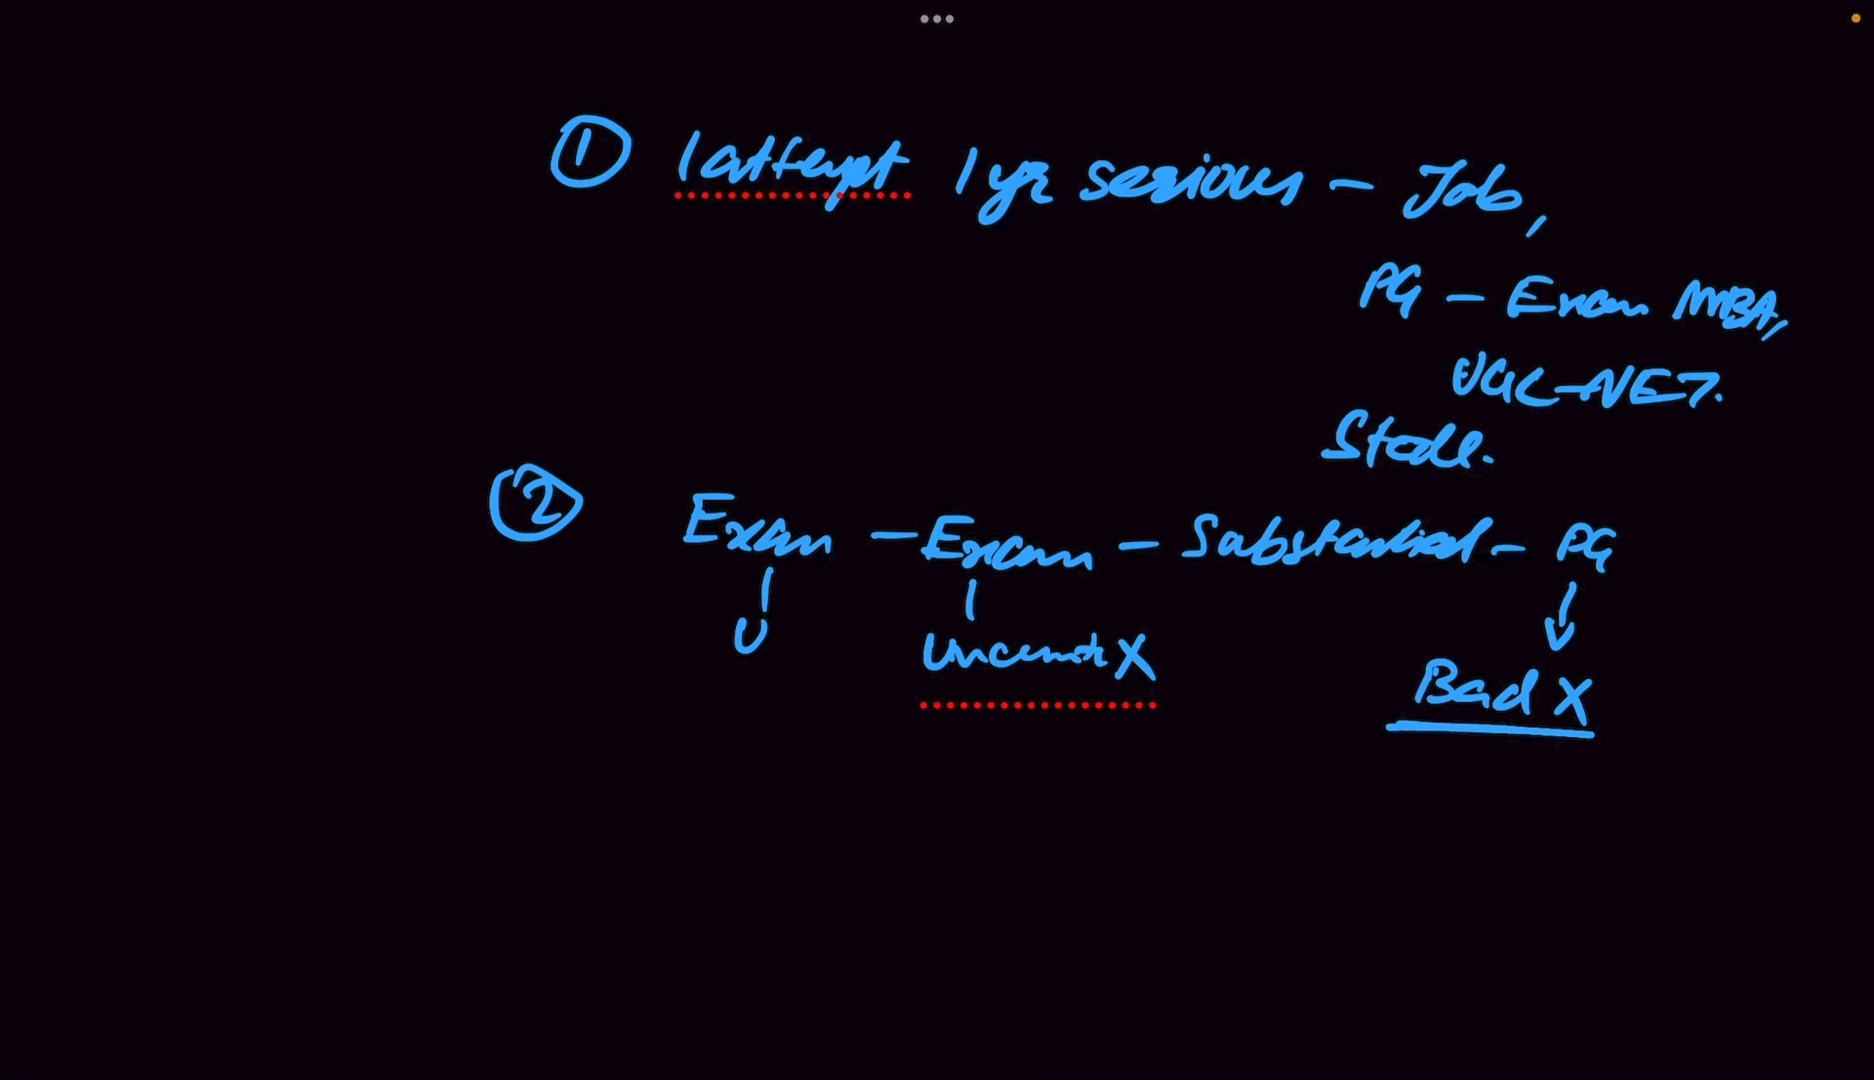 ① 1 attempt 1 yr serious - Job,
PG - Exam MBA,
UGC-NET.
State.
② Exam - Exam - Substantial - PG
U
X
Bad X